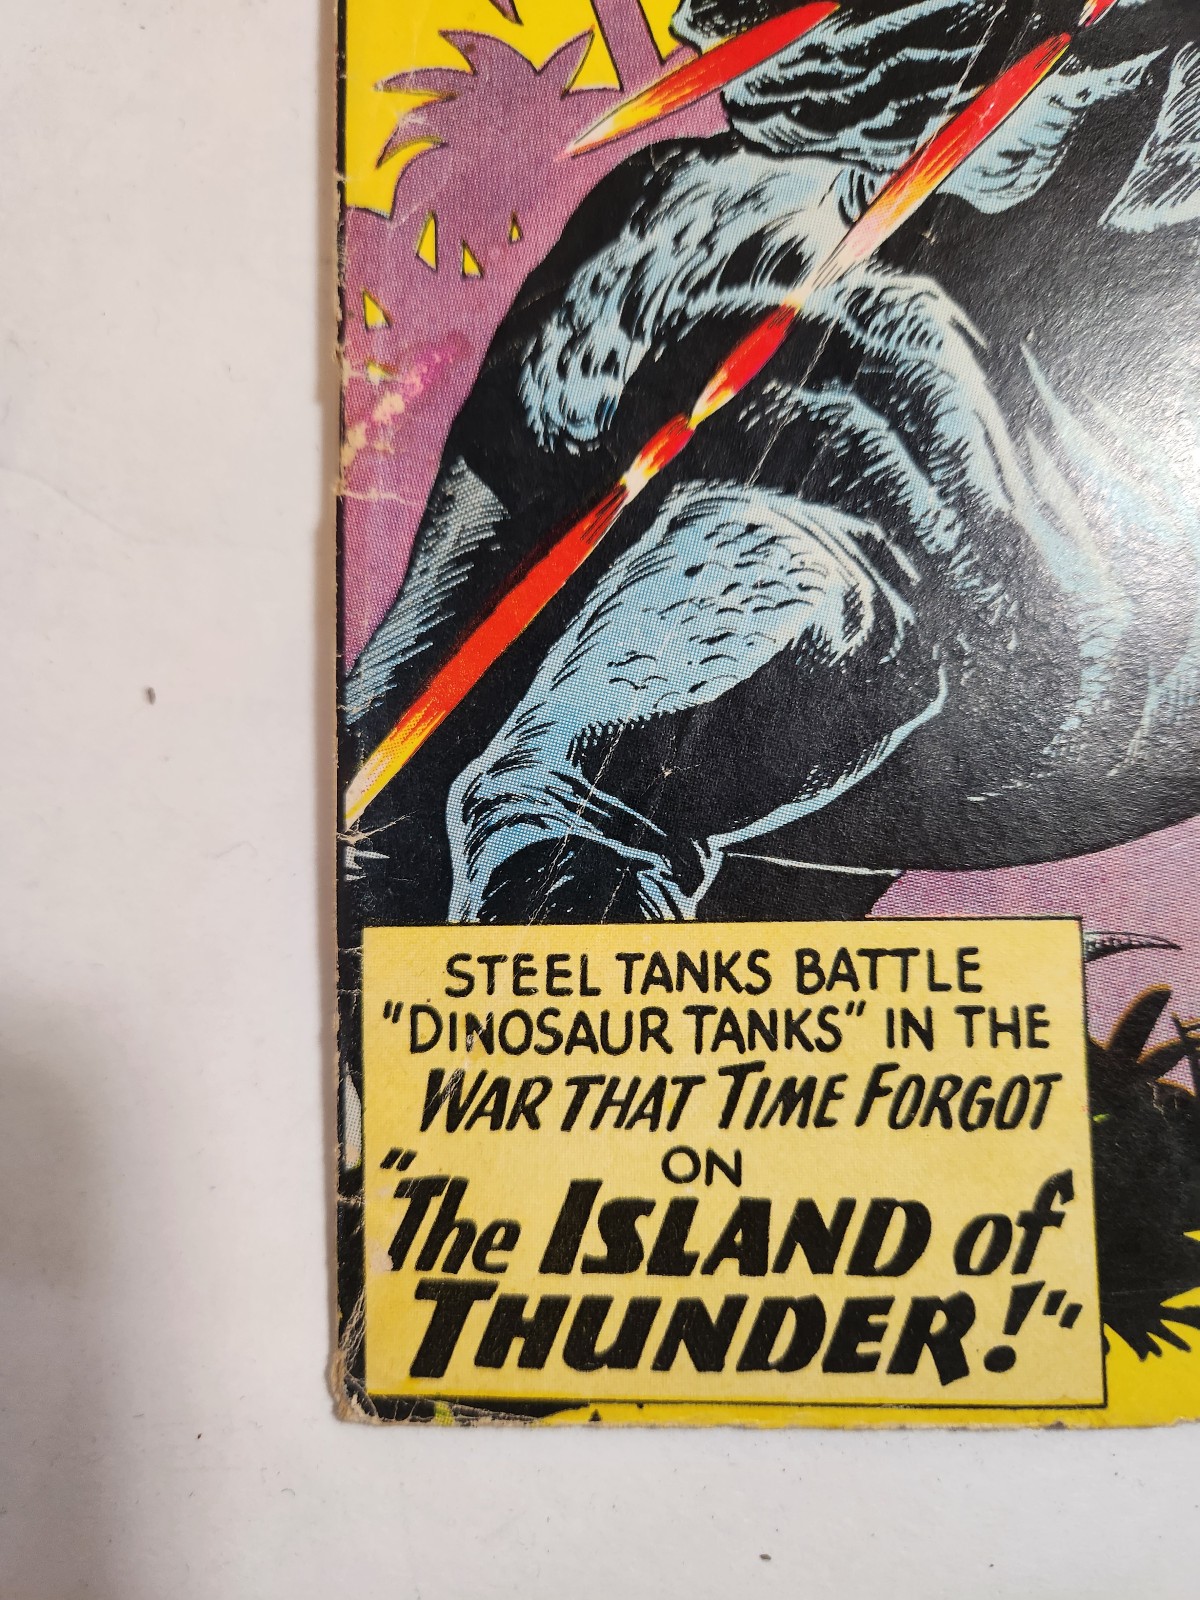 STEEL TANKS BATTLE
"DINOSAUR TANKS" IN THE
WAR THAT TIME FORGOT
ON
"The ISLAND of
THUNDER!"